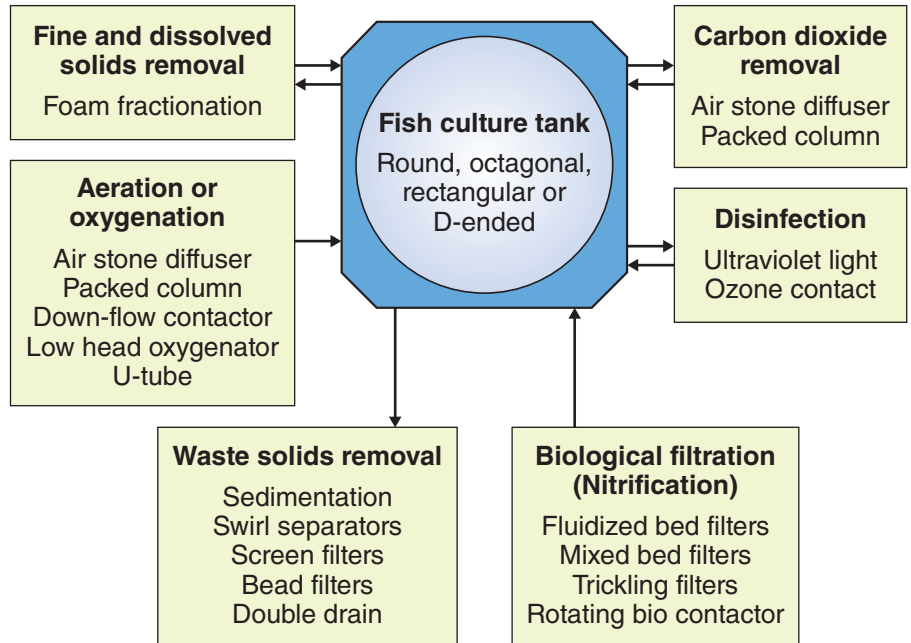 Fine and dissolved
solids removal
Foam fractionation
Carbon dioxide
removal
Air stone diffuser
Packed column
Fish culture tank
Round, octagonal,
rectangular or
D-ended
Aeration or
oxygenation
Air stone diffuser
Packed column
Down-flow contactor
Low head oxygenator
U-tube
Disinfection
Ultraviolet light
Ozone contact
Waste solids removal
Sedimentation
Swirl separators
Screen filters
Bead filters
Double drain
Biological filtration
(Nitrification)
Fluidized bed filters
Mixed bed filters
Trickling filters
Rotating bio contactor